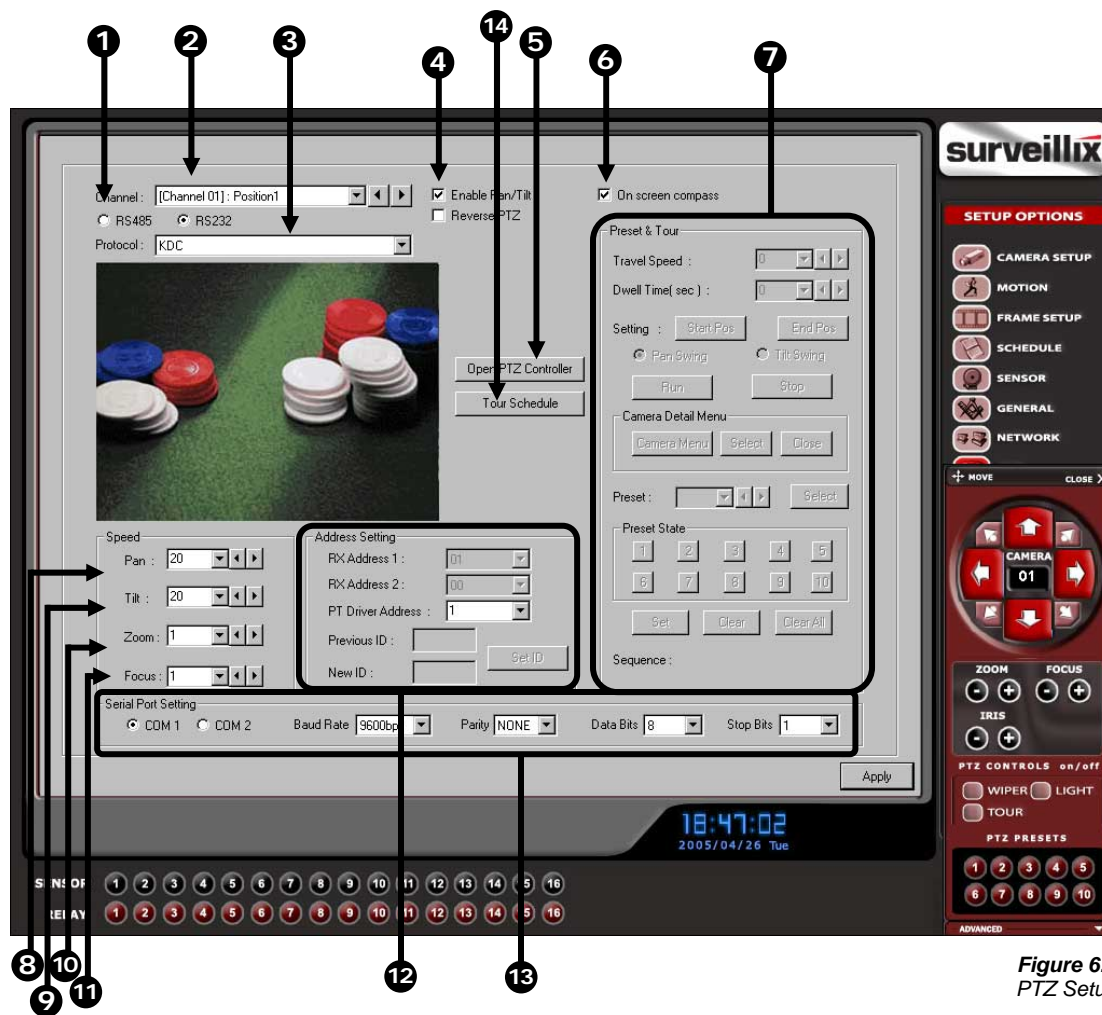 1 2 3 4 14 5 6 7
surveillix
SETUP OPTIONS
CAMERA SETUP
MOTION
FRAME SETUP
SCHEDULE
SENSOR
GENERAL
NETWORK
Channel : [Channel 01] : Position1
RS485 RS232
Protocol : KDC
Enable Pan/Tilt
Reverse PTZ
On screen compass
Open PTZ Controller
Tour Schedule
Preset & Tour
Travel Speed : 0
Dwell Time( sec ) : 0
Setting : Start Pos End Pos
Pan Swing Tilt Swing
Run Stop
Camera Detail Menu
Camera Menu Select Close
Preset : Select
Preset State
1 2 3 4 5
6 7 8 9 10
Set Clear Clear All
Sequence :
Speed
Pan : 20
Tilt : 20
Zoom : 1
Focus : 1
Address Setting
RX Address 1 : 01
RX Address 2 : 00
PT Driver Address : 1
Previous ID :
New ID :
Set ID
Serial Port Setting
COM 1 COM 2 Baud Rate 9600bp Parity NONE Data Bits 8 Stop Bits 1
Apply
MOVE CLOSE
CAMERA
01
ZOOM FOCUS
- + - +
IRIS
- +
PTZ CONTROLS on/off
WIPER LIGHT
TOUR
PTZ PRESETS
1 2 3 4 5
6 7 8 9 10
ADVANCED
18:47:02
2005/04/26 Tue
SENSOR 1 2 3 4 5 6 7 8 9 10 11 12 13 14 15 16
RELAY 1 2 3 4 5 6 7 8 9 10 11 12 13 14 15 16
8 9 10 11 12 13
Figure 6
PTZ Setu